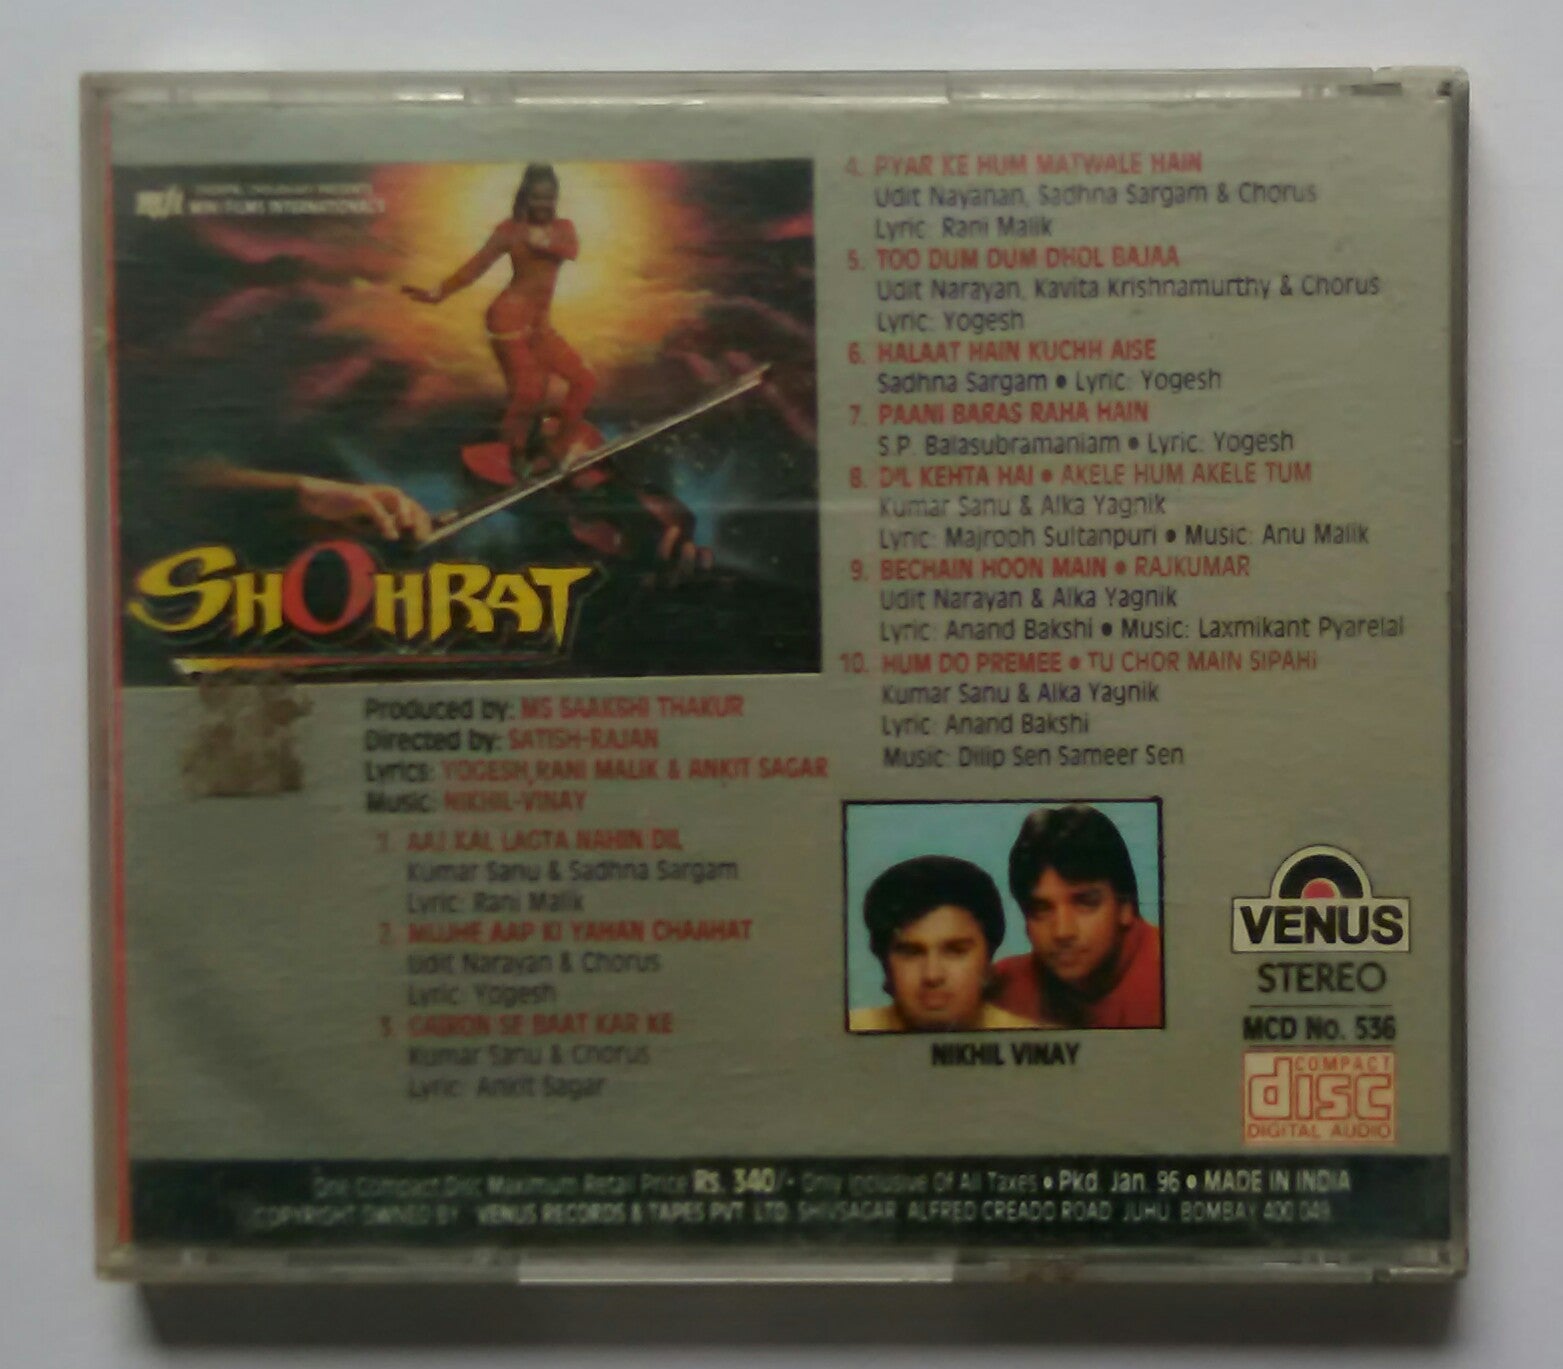 MINI FILMS INTERNATIONAL'S
SHOHRAT
Produced by: MS SAAKSHI THAKUR
Directed by: SATISH-RAJAN
Lyrics: YOGESH, RANI MALIK & ANKIT SAGAR
Music: NIKHIL-VINAY
1. AAJ KAL LAGTA NAHIN DIL
Kumar Sanu & Sadhna Sargam
Lyric: Rani Malik
2. MUJHE AAP KI YAHAN CHAAHAT
Udit Narayan & Chorus
Lyric: Yogesh
3. GAIRON SE BAAT KAR KE
Kumar Sanu & Chorus
Lyric: Ankit Sagar
4. PYAR KE HUM MATWALE HAIN
Udit Nayanan, Sadhna Sargam & Chorus
Lyric: Rani Malik
5. TOO DUM DUM DHOL BAJAA
Udit Narayan, Kavita Krishnamurthy & Chorus
Lyric: Yogesh
6. HALAAT HAIN KUCHH AISE
Sadhna Sargam • Lyric: Yogesh
7. PAANI BARAS RAHA HAIN
S.P. Balasubramaniam • Lyric: Yogesh
8. DIL KEHTA HAI • AKELE HUM AKELE TUM
Kumar Sanu & Alka Yagnik
Lyric: Majrooh Sultanpuri • Music: Anu Malik
9. BECHAIN HOON MAIN • RAJKUMAR
Udit Narayan & Alka Yagnik
Lyric: Anand Bakshi • Music: Laxmikant Pyarelal
10. HUM DO PREMEE • TU CHOR MAIN SIPAHI
Kumar Sanu & Alka Yagnik
Lyric: Anand Bakshi
Music: Dilip Sen Sameer Sen
NIKHIL VINAY
VENUS
STEREO
MCD No. 536
COMPACT
disc
DIGITAL AUDIO
One Compact Disc Maximum Retail Price Rs. 340/- Only Inclusive Of All Taxes • Pkd. Jan. 96 • MADE IN INDIA
COPYRIGHT OWNED BY: VENUS RECORDS & TAPES PVT. LTD. SHIVSAGAR ALFRED CREADO ROAD JUHU BOMBAY 400 049.